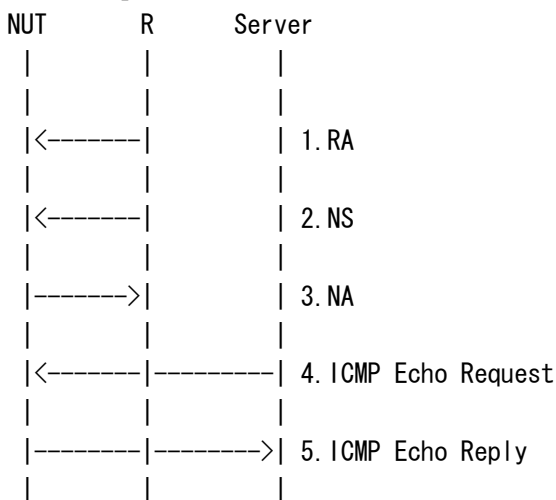 NUT R Server
| | |
| | |
|<-------| | 1.RA
| | |
|<-------| | 2.NS
| | |
|------->| | 3.NA
| | |
|<-------|---------| 4.ICMP Echo Request
| | |
|--------|-------->| 5.ICMP Echo Reply
| | |